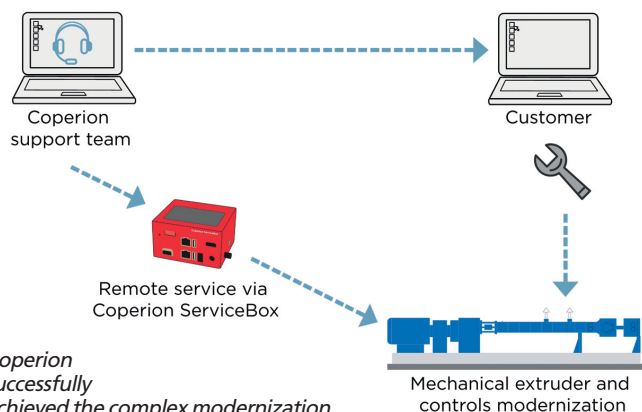 Coperion
support team
Customer
Remote service via
Coperion ServiceBox
operion
uccessfully
chieved the complex modernization
Mechanical extruder and
controls modernization